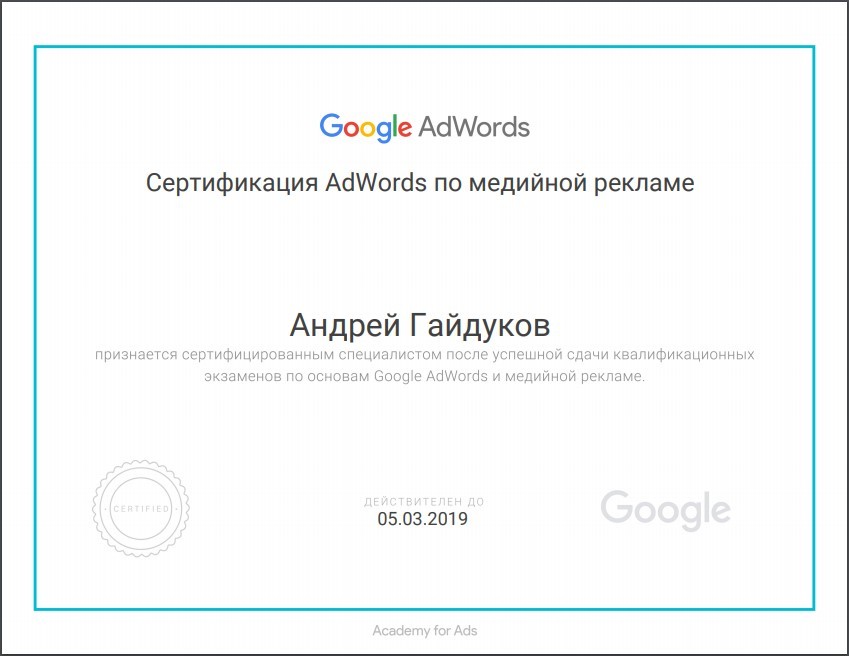 Google AdWords
Сертификация AdWords по медийной рекламе
Андрей Гайдуков
признается сертифицированным специалистом после успешной сдачи квалификационных
экзаменов по основам Google AdWords и медийной рекламе.
CERTIFIED
ДЕЙСТВИТЕЛЕН ДО
05.03.2019
Google
Academy for Ads